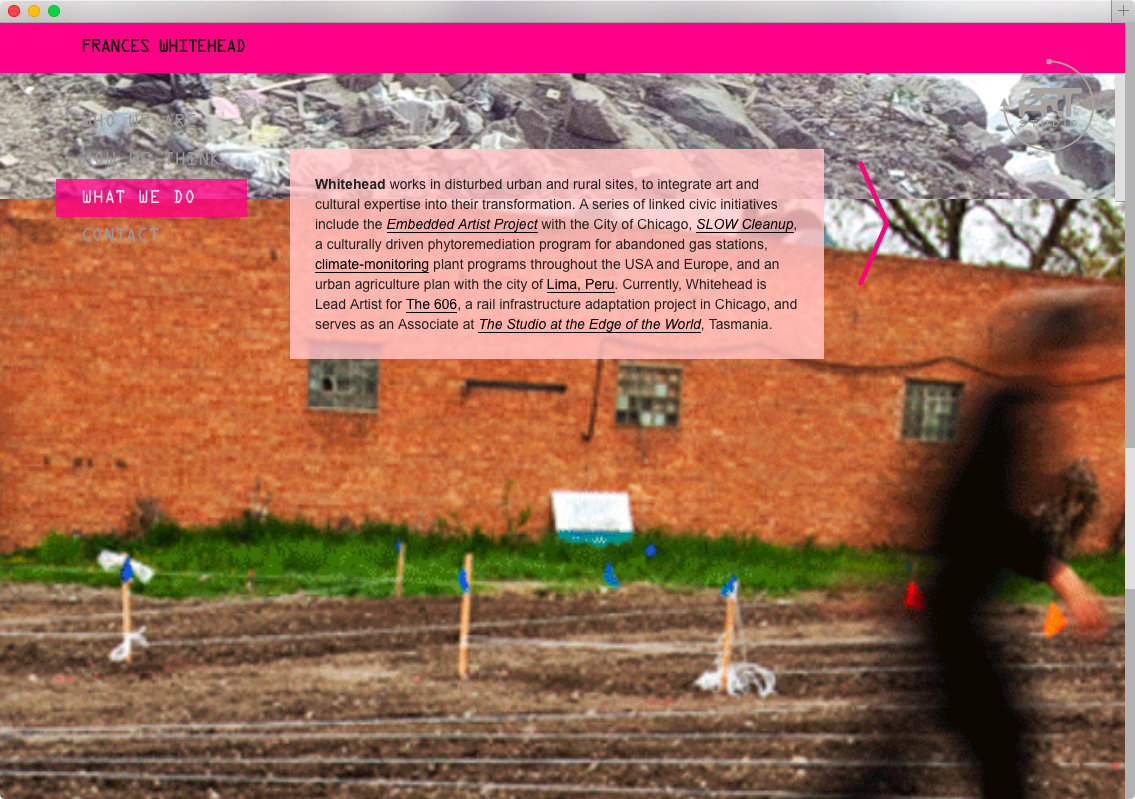 FRANCES WHITEHEAD
WHO WE ARE
HOW WE THINK
WHAT WE DO
CONTACT
ART
Whitehead works in disturbed urban and rural sites, to integrate art and
cultural expertise into their transformation. A series of linked civic initiatives
include the Embedded Artist Project with the City of Chicago, SLOW Cleanup,
a culturally driven phytoremediation program for abandoned gas stations,
climate-monitoring plant programs throughout the USA and Europe, and an
urban agriculture plan with the city of Lima, Peru. Currently, Whitehead is
Lead Artist for The 606, a rail infrastructure adaptation project in Chicago, and
serves as an Associate at The Studio at the Edge of the World, Tasmania.